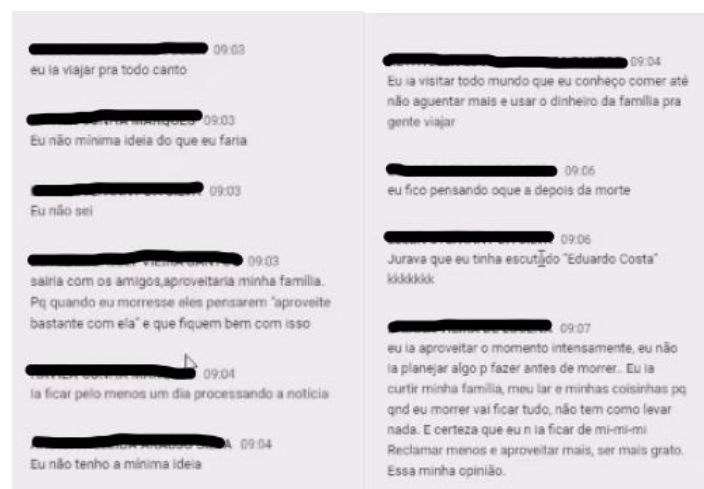 09:03
eu ia viajar pra todo canto
09:03
Eu não mínima ideia do que eu faria
09:03
Eu não sei
09:03
sairia com os amigos,aproveitaria minha família.
Pq quando eu morresse eles pensarem "aproveite
bastante com ela" e que fiquem bem com isso
09:04
Ia ficar pelo menos um dia processando a notícia
09:04
Eu não tenho a mínima ideia
09:04
Eu ia visitar todo mundo que eu conheço comer até
não aguentar mais e usar o dinheiro da família pra
gente viajar
09:06
eu fico pensando oque a depois da morte
09:06
Jurava que eu tinha escutado "Eduardo Costa"
kkkkkkk
09:07
eu ia aproveitar o momento intensamente, eu não
ia planejar algo p fazer antes de morrer.. Eu ia
curtir minha família, meu lar e minhas coisinhas pq
qnd eu morrer vai ficar tudo, não tem como levar
nada. E certeza que eu n ia ficar de mi-mi-mi
Reclamar menos e aproveitar mais, ser mais grato.
Essa minha opinião.